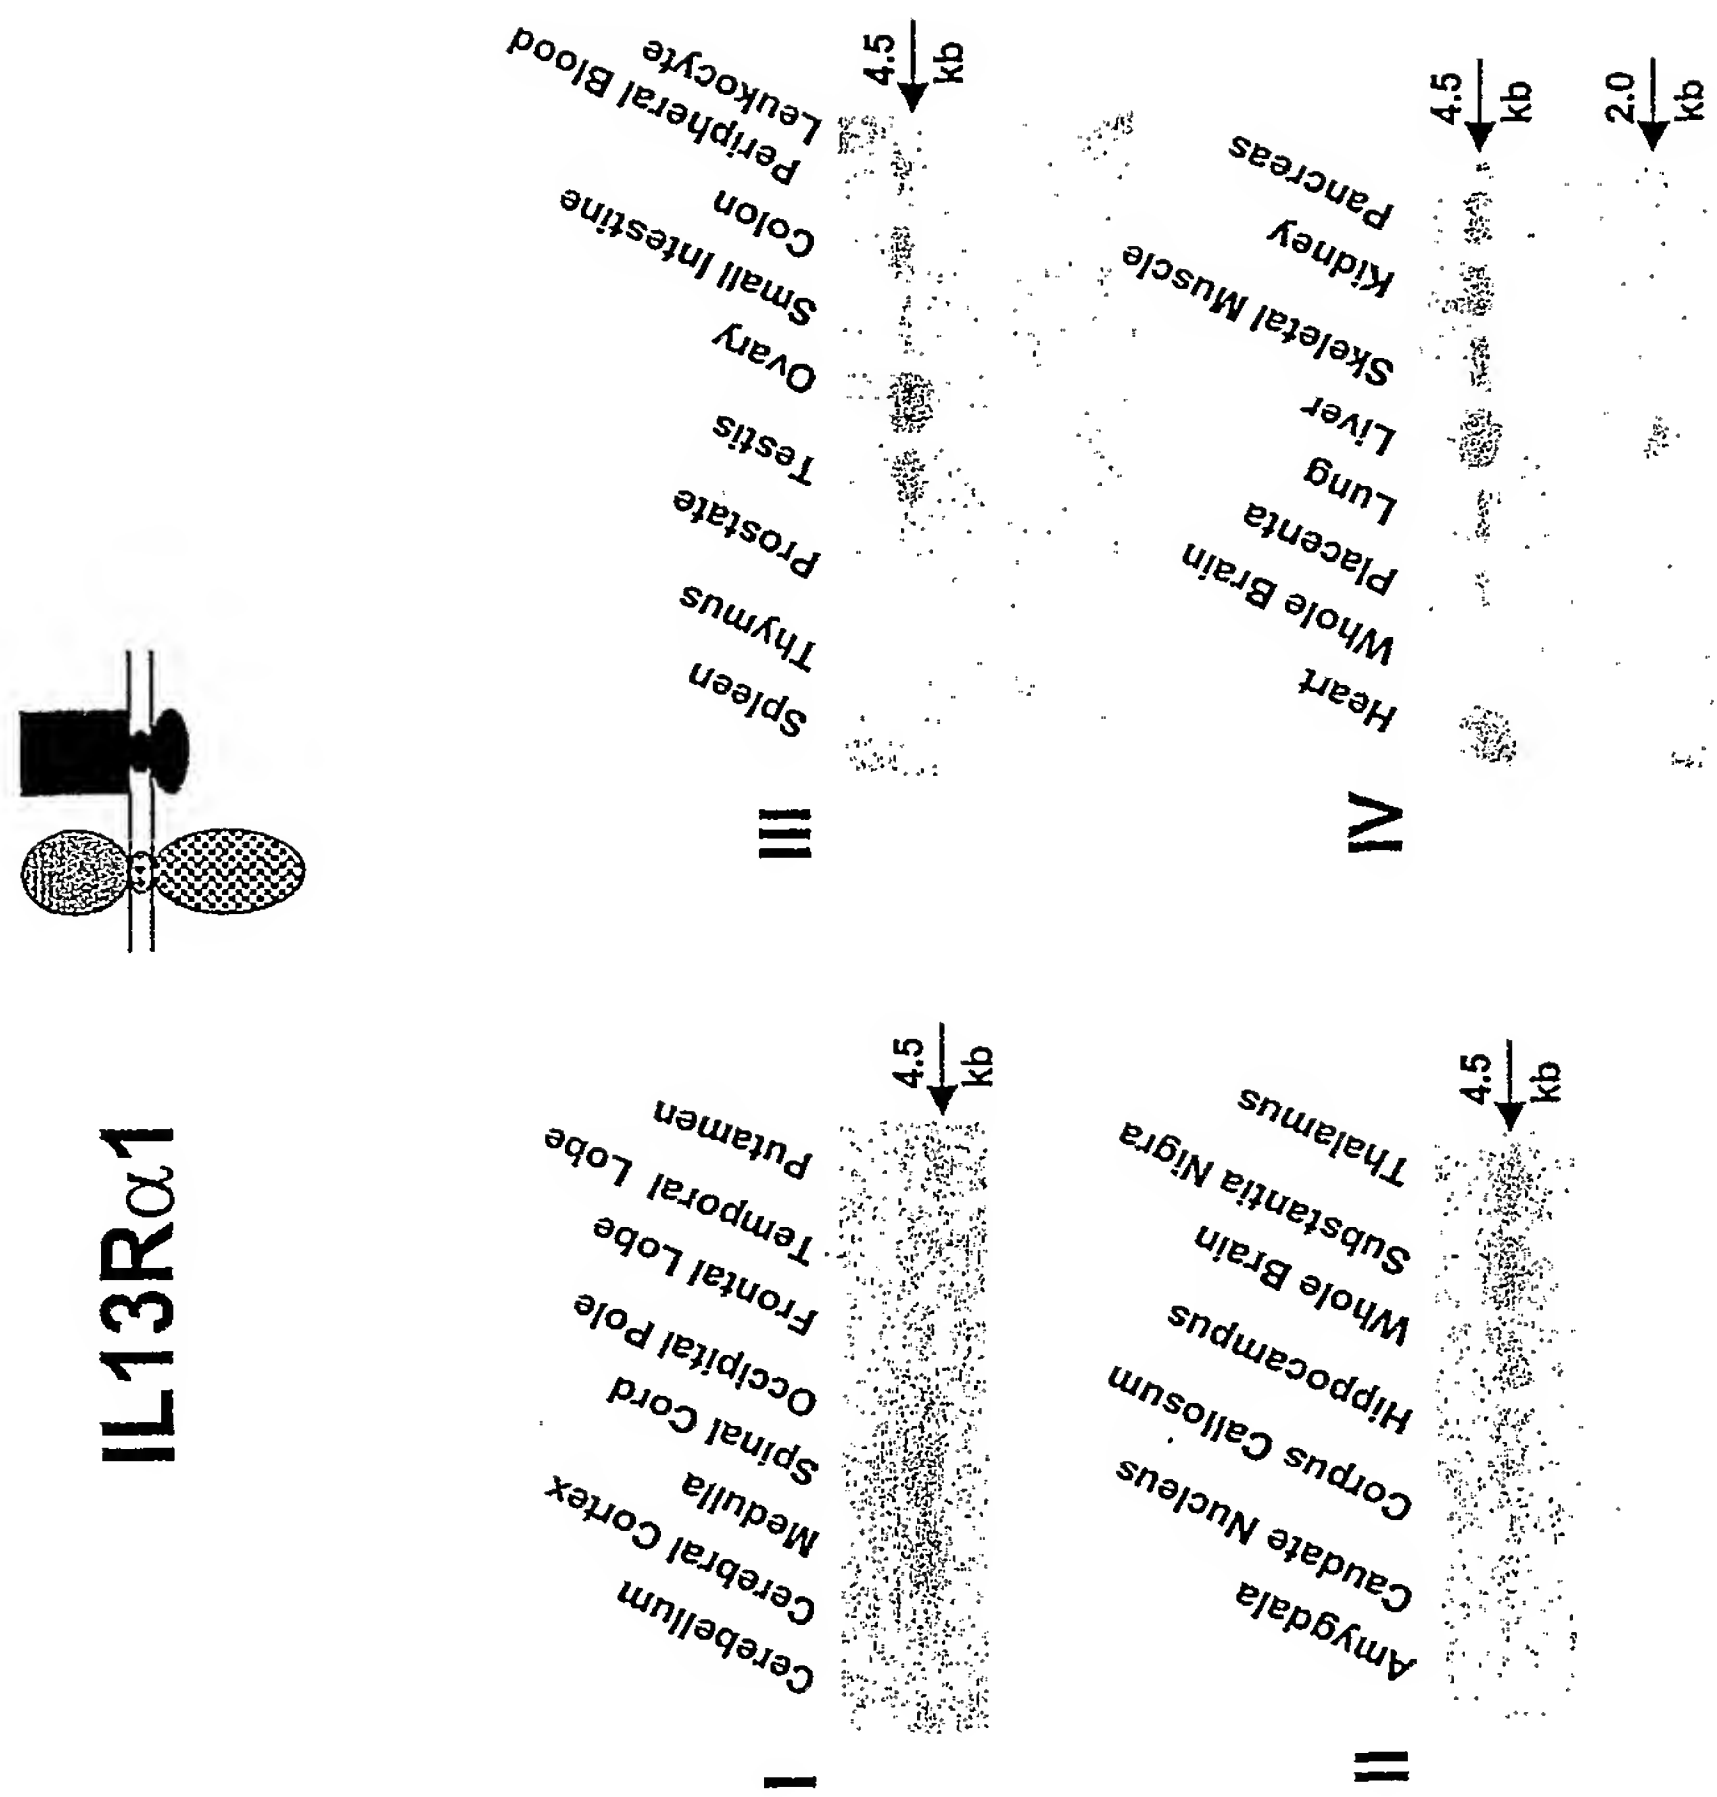 IL13Rα1
I
Cerebellum
Cerebral Cortex
Medulla
Spinal Cord
Occipital Pole
Frontal Lobe
Temporal Lobe
Putamen
4.5
kb
II
Amygdala
Caudate Nucleus
Corpus Callosum
Hippocampus
Whole Brain
Substantia Nigra
Thalamus
4.5
kb
III
Spleen
Thymus
Prostate
Testis
Ovary
Small Intestine
Colon
Peripheral Blood
Leukocyte
4.5
kb
IV
Heart
Whole Brain
Placenta
Lung
Liver
Skeletal Muscle
Kidney
Pancreas
4.5
kb
2.0
kb